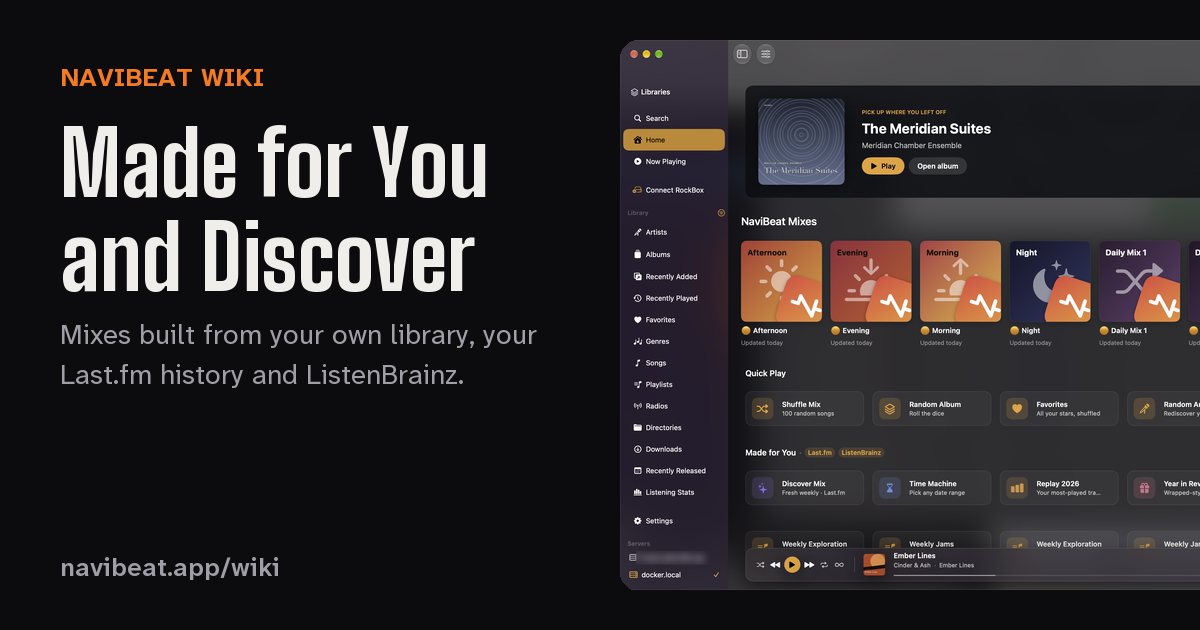 NAVIBEAT WIKI
Made for You
and Discover
Mixes built from your own library, your
Last.fm history and ListenBrainz.
navibeat.app/wiki
Libraries
Search
Home
Now Playing
Connect RockBox
Library
Artists
Albums
Recently Added
Recently Played
Favorites
Genres
Songs
Playlists
Radios
Directories
Downloads
Recently Released
Listening Stats
Settings
Servers
docker.local
The Meridian Suites
PICK UP WHERE YOU LEFT OFF
The Meridian Suites
Meridian Chamber Ensemble
Play
Open album
NaviBeat Mixes
Afternoon
Evening
Morning
Night
Daily Mix 1
Afternoon
Evening
Morning
Night
Daily Mix 1
Updated today
Updated today
Updated today
Updated today
Updated today
Quick Play
Shuffle Mix
100 random songs
Random Album
Roll the dice
Favorites
All your stars, shuffled
Random
Rediscover
Made for You · Last.fm ListenBrainz
Discover Mix
Fresh weekly · Last.fm
Time Machine
Pick any date range
Replay 2026
Your most-played tra...
Year in
Weekly Exploration
Weekly Jams
Weekly Exploration
Weekly
Ember Lines
Cinder & Ash · Ember Lines